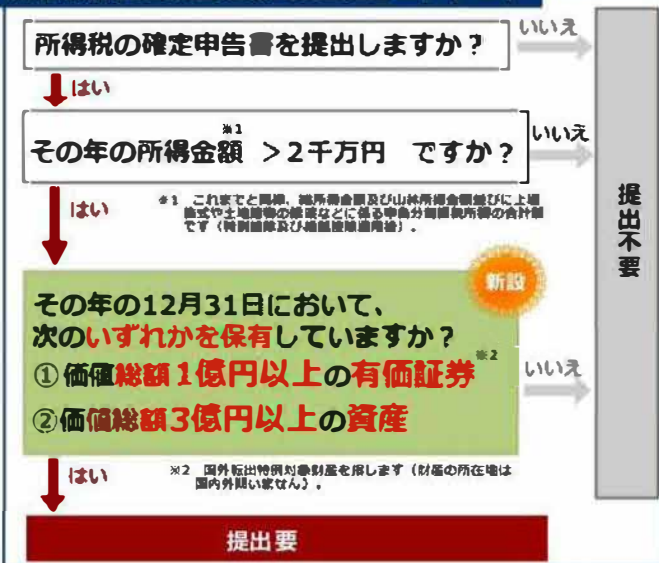 所得税の確定申告書を提出しますか？
いいえ
はい
その年の所得金額※1 ＞2千万円 ですか？
いいえ
はい
※1 これまでと同様、総所得金額及び山林所得金額並びに上場
株式や土地建物の譲渡などに係る申告分離課税所得の合計額
です（特別控除及び繰越控除適用後）。
提出不要
新設
その年の12月31日において、
次のいずれかを保有していますか？
①価値総額1億円以上の有価証券※2
いいえ
②価値総額3億円以上の資産
はい
※2 国外転出特例対象財産を指します（財産の所在地は
国内外問いません）。
提出要